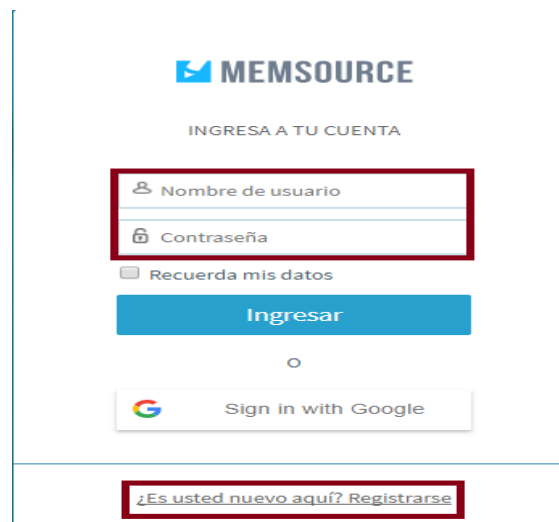 MEMSOURCE
INGRESA A TU CUENTA
Nombre de usuario
Contraseña
Recuerda mis datos
Ingresar
O
Sign in with Google
¿Es usted nuevo aquí? Registrarse